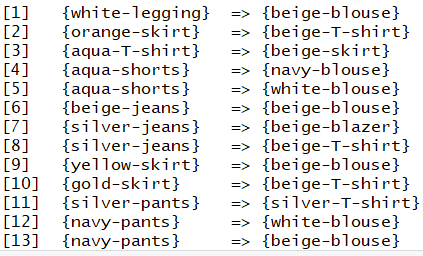 [1] {white-legging} => {beige-blouse}
[2] {orange-skirt} => {beige-T-shirt}
[3] {aqua-T-shirt} => {beige-skirt}
[4] {aqua-shorts} => {navy-blouse}
[5] {aqua-shorts} => {white-blouse}
[6] {beige-jeans} => {beige-blouse}
[7] {silver-jeans} => {beige-blazer}
[8] {silver-jeans} => {beige-T-shirt}
[9] {yellow-skirt} => {beige-blouse}
[10] {gold-skirt} => {beige-T-shirt}
[11] {silver-pants} => {silver-T-shirt}
[12] {navy-pants} => {white-blouse}
[13] {navy-pants} => {beige-blouse}